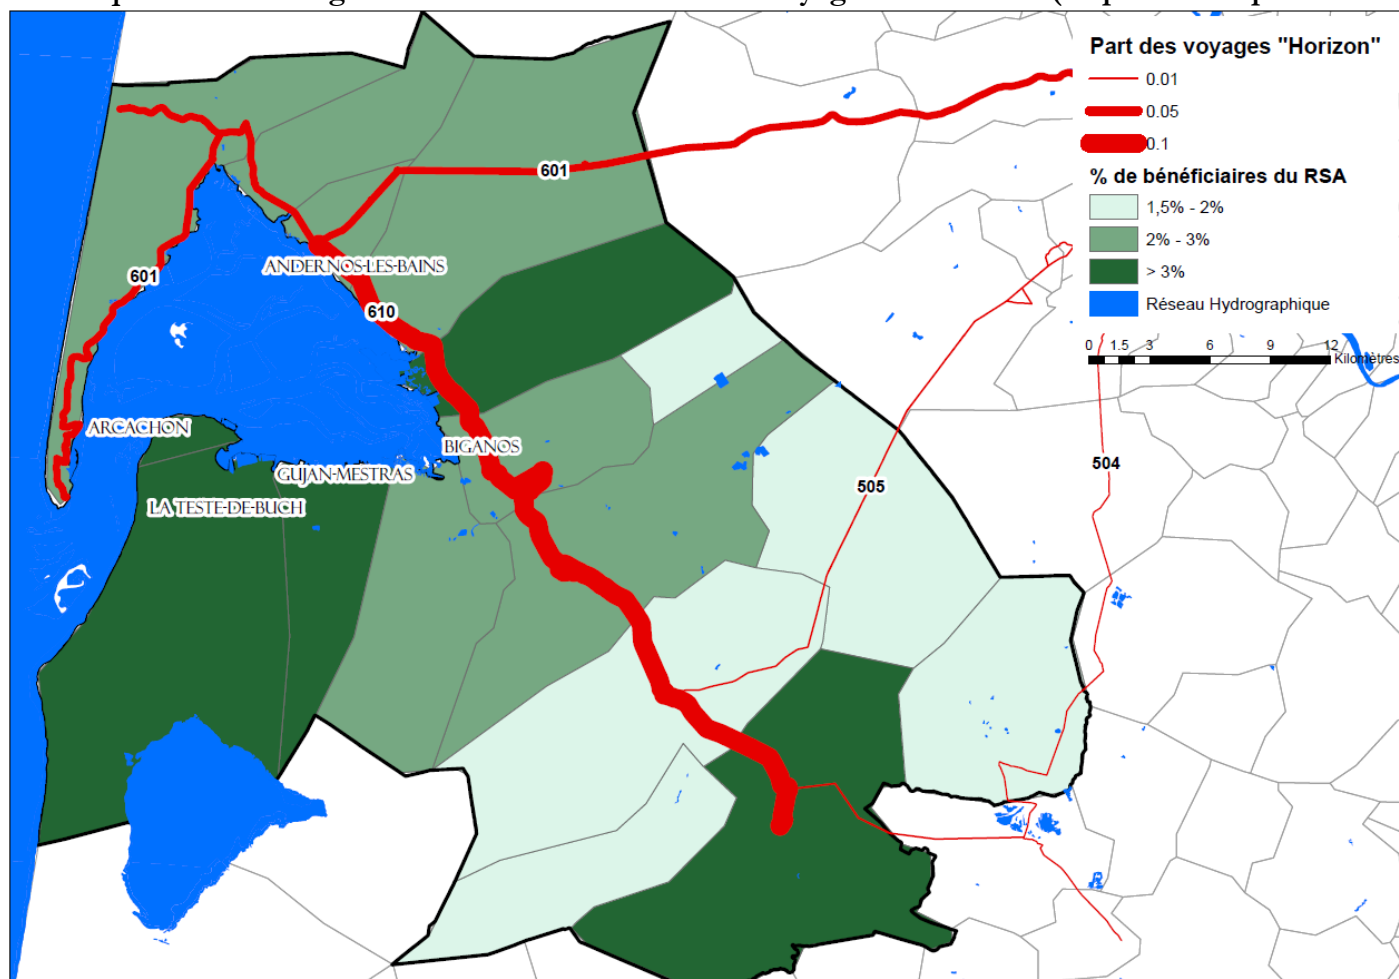 Part des voyages "Horizon"
0.01
0.05
0.1
% de bénéficiaires du RSA
1,5% - 2%
2% - 3%
> 3%
Réseau Hydrographique
0 1.5 3 6 9 12
Kilomètres
601
601
ANDERNOS-LES-BAINS
610
ARCACHON
BIGANOS
GUJAN-MESTRAS
LA TESTE-DE-BUCH
505
504